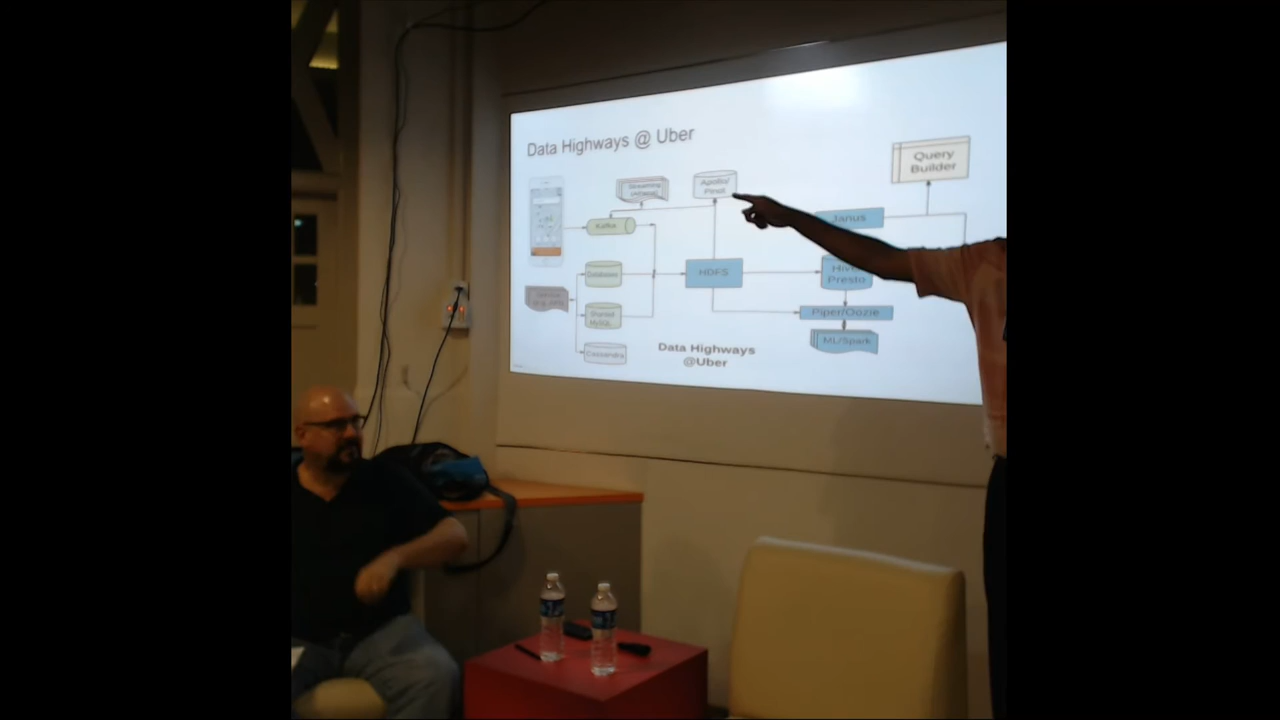 Data Highways @ Uber
Query
Builder
Streaming
Apollo/
Pinot
Kafka
Janus
Databases
HDFS
Hive
Presto
Sharded
MySQL
Piper/Oozie
ML/Spark
Cassandra
Data Highways
@Uber